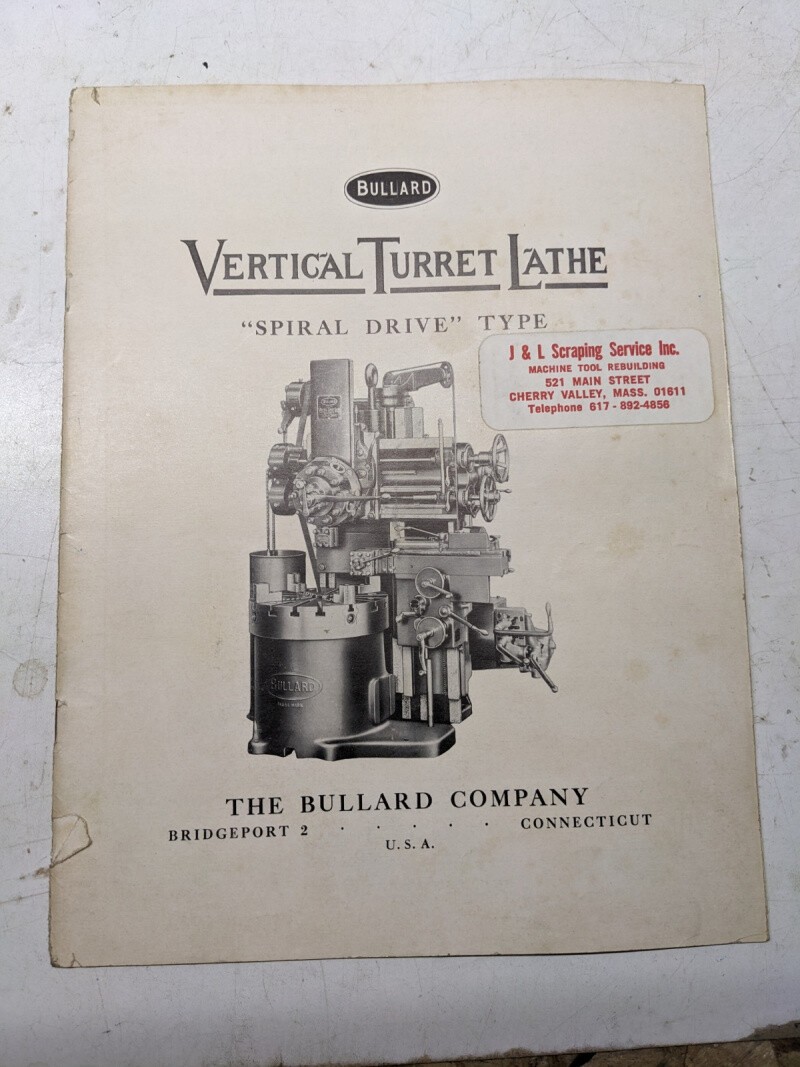 BULLARD
VERTICAL TURRET LATHE
"SPIRAL DRIVE" TYPE
J & L Scraping Service Inc.
MACHINE TOOL REBUILDING
521 MAIN STREET
CHERRY VALLEY, MASS. 01611
Telephone 617-892-4856
BULLARD
THE BULLARD COMPANY
BRIDGEPORT 2 . . . . . CONNECTICUT
U.S.A.